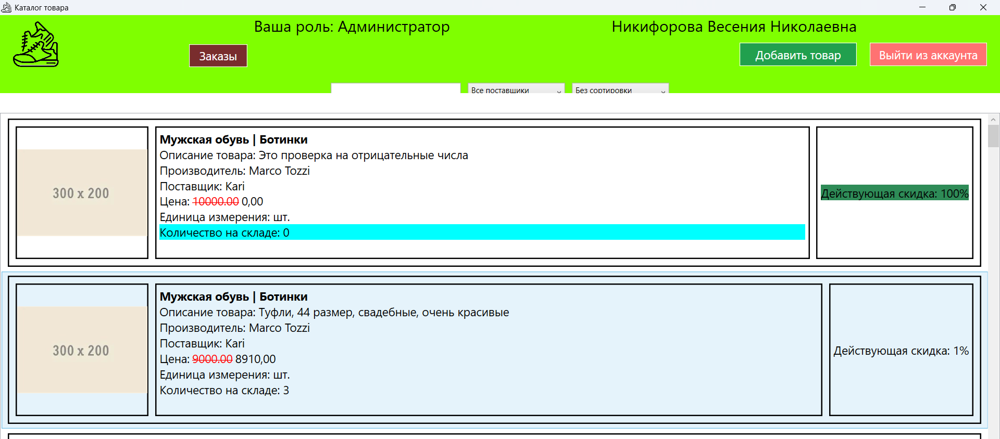 Каталог товара
Ваша роль: Администратор
Никифорова Весения Николаевна
Заказы
Добавить товар
Выйти из аккаунта
Все поставщики
Без сортировки
300 x 200
Мужская обувь | Ботинки
Описание товара: Это проверка на отрицательные числа
Производитель: Marco Tozzi
Поставщик: Kari
Цена: 10000.00 0,00
Единица измерения: шт.
Количество на складе: 0
Действующая скидка: 100%
300 x 200
Мужская обувь | Ботинки
Описание товара: Туфли, 44 размер, свадебные, очень красивые
Производитель: Marco Tozzi
Поставщик: Kari
Цена: 9000.00 8910,00
Единица измерения: шт.
Количество на складе: 3
Действующая скидка: 1%